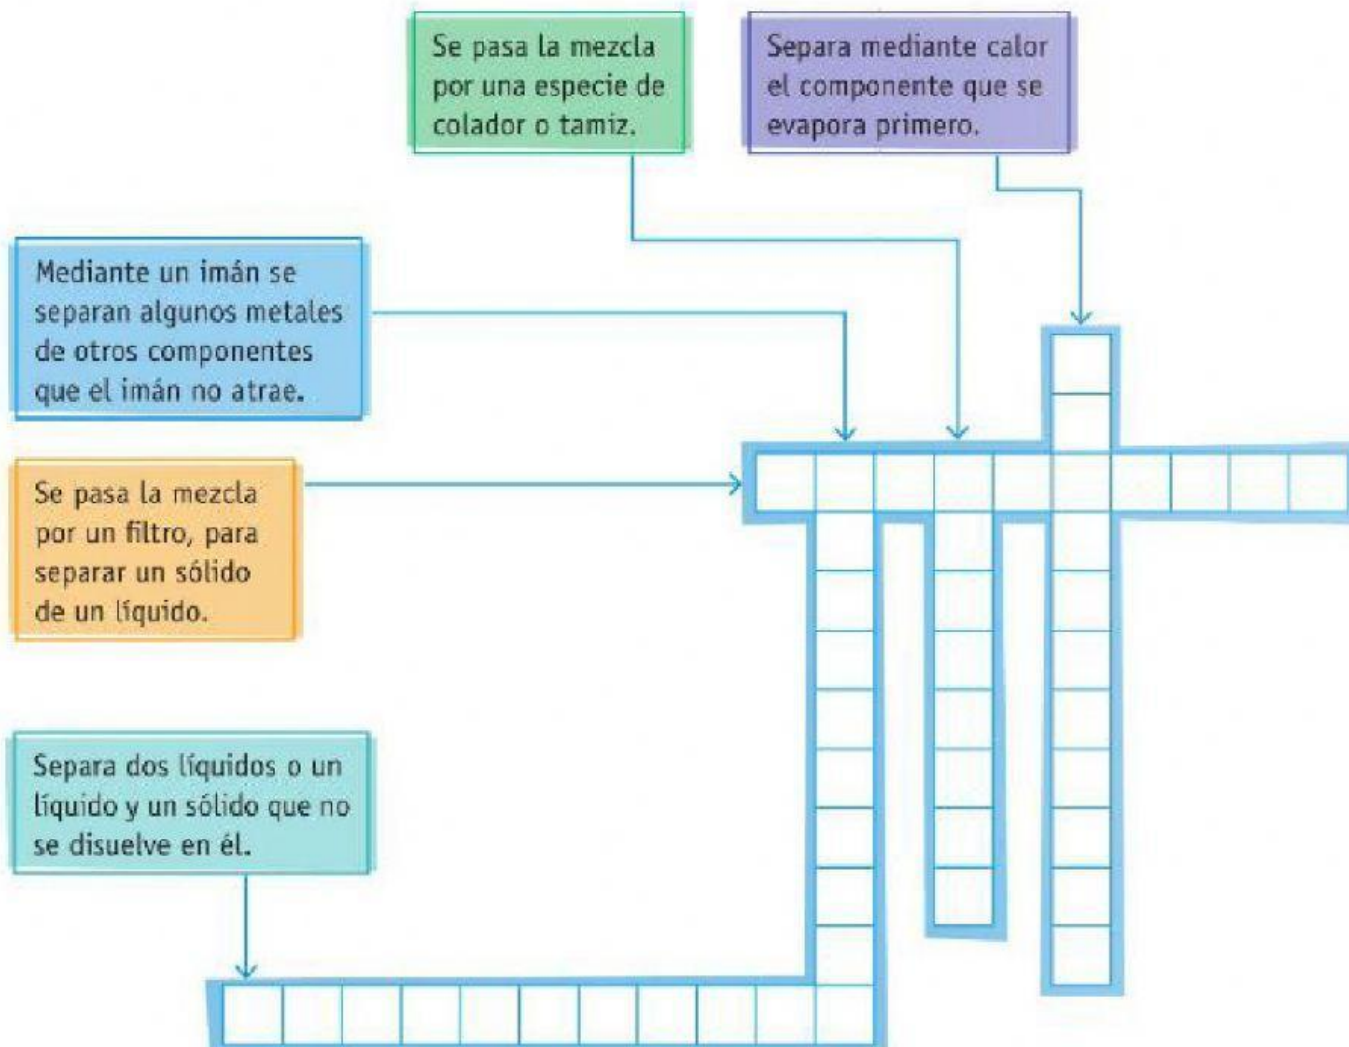 Se pasa la mezcla
por una especie de
colador o tamiz.
Separa mediante calor
el componente que se
evapora primero.
Mediante un imán se
separan algunos metales
de otros componentes
que el imán no atrae.
Se pasa la mezcla
por un filtro, para
separar un sólido
de un líquido.
Separa dos líquidos o un
líquido y un sólido que no
se disuelve en él.